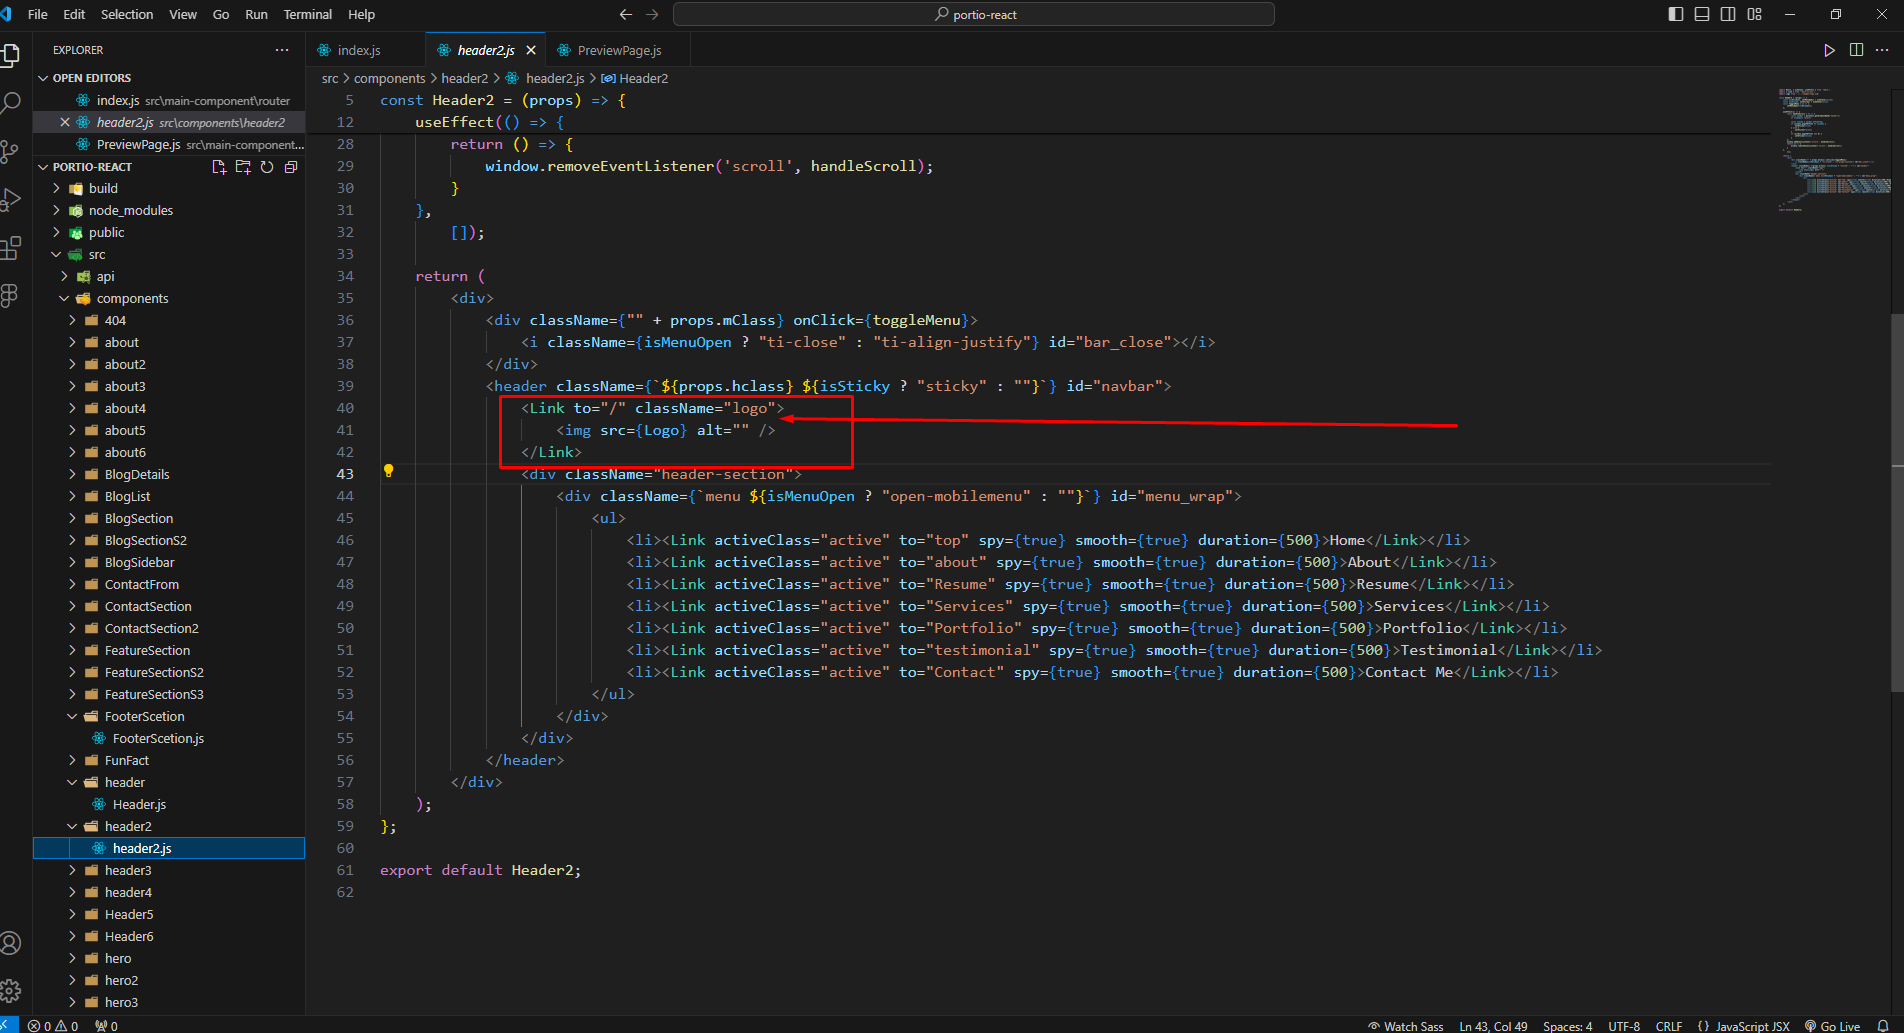 File Edit Selection View Go Run Terminal Help
portio-react
EXPLORER
OPEN EDITORS
index.js src\main-component\router
header2.js src\components\header2
PreviewPage.js src\main-component...
PORTIO-REACT
build
node_modules
public
src
api
components
404
about
about2
about3
about4
about5
about6
BlogDetails
BlogList
BlogSection
BlogSectionS2
BlogSidebar
ContactFrom
ContactSection
ContactSection2
FeatureSection
FeatureSectionS2
FeatureSectionS3
FooterScetion
FooterScetion.js
FunFact
header
Header.js
header2
header2.js
header3
header4
Header5
Header6
hero
hero2
hero3
index.js
header2.js
PreviewPage.js
src > components > header2 > header2.js > Header2
5 const Header2 = (props) => {
12 useEffect(() => {
28 return () => {
29 window.removeEventListener('scroll', handleScroll);
30 }
31 },
32 []);
33
34 return (
35 <div>
36 <div className={"" + props.mClass} onClick={toggleMenu}>
37 <i className={isMenuOpen ? "ti-close" : "ti-align-justify"} id="bar_close"></i>
38 </div>
39 <header className={`${props.hclass} ${isSticky ? "sticky" : ""}`} id="navbar">
40 <Link to="/" className="logo">
41 <img src={Logo} alt="" />
42 </Link>
43 <div className="header-section">
44 <div className={`menu ${isMenuOpen ? "open-mobilemenu" : ""}`} id="menu_wrap">
45 <ul>
46 <li><Link activeClass="active" to="top" spy={true} smooth={true} duration={500}>Home</Link></li>
47 <li><Link activeClass="active" to="about" spy={true} smooth={true} duration={500}>About</Link></li>
48 <li><Link activeClass="active" to="Resume" spy={true} smooth={true} duration={500}>Resume</Link></li>
49 <li><Link activeClass="active" to="Services" spy={true} smooth={true} duration={500}>Services</Link></li>
50 <li><Link activeClass="active" to="Portfolio" spy={true} smooth={true} duration={500}>Portfolio</Link></li>
51 <li><Link activeClass="active" to="testimonial" spy={true} smooth={true} duration={500}>Testimonial</Link></li>
52 <li><Link activeClass="active" to="Contact" spy={true} smooth={true} duration={500}>Contact Me</Link></li>
53 </ul>
54 </div>
55 </div>
56 </header>
57 </div>
58 );
59 };
60
61 export default Header2;
62
0 0 0
Watch Sass Ln 43, Col 49 Spaces: 4 UTF-8 CRLF {} JavaScript JSX Go Live